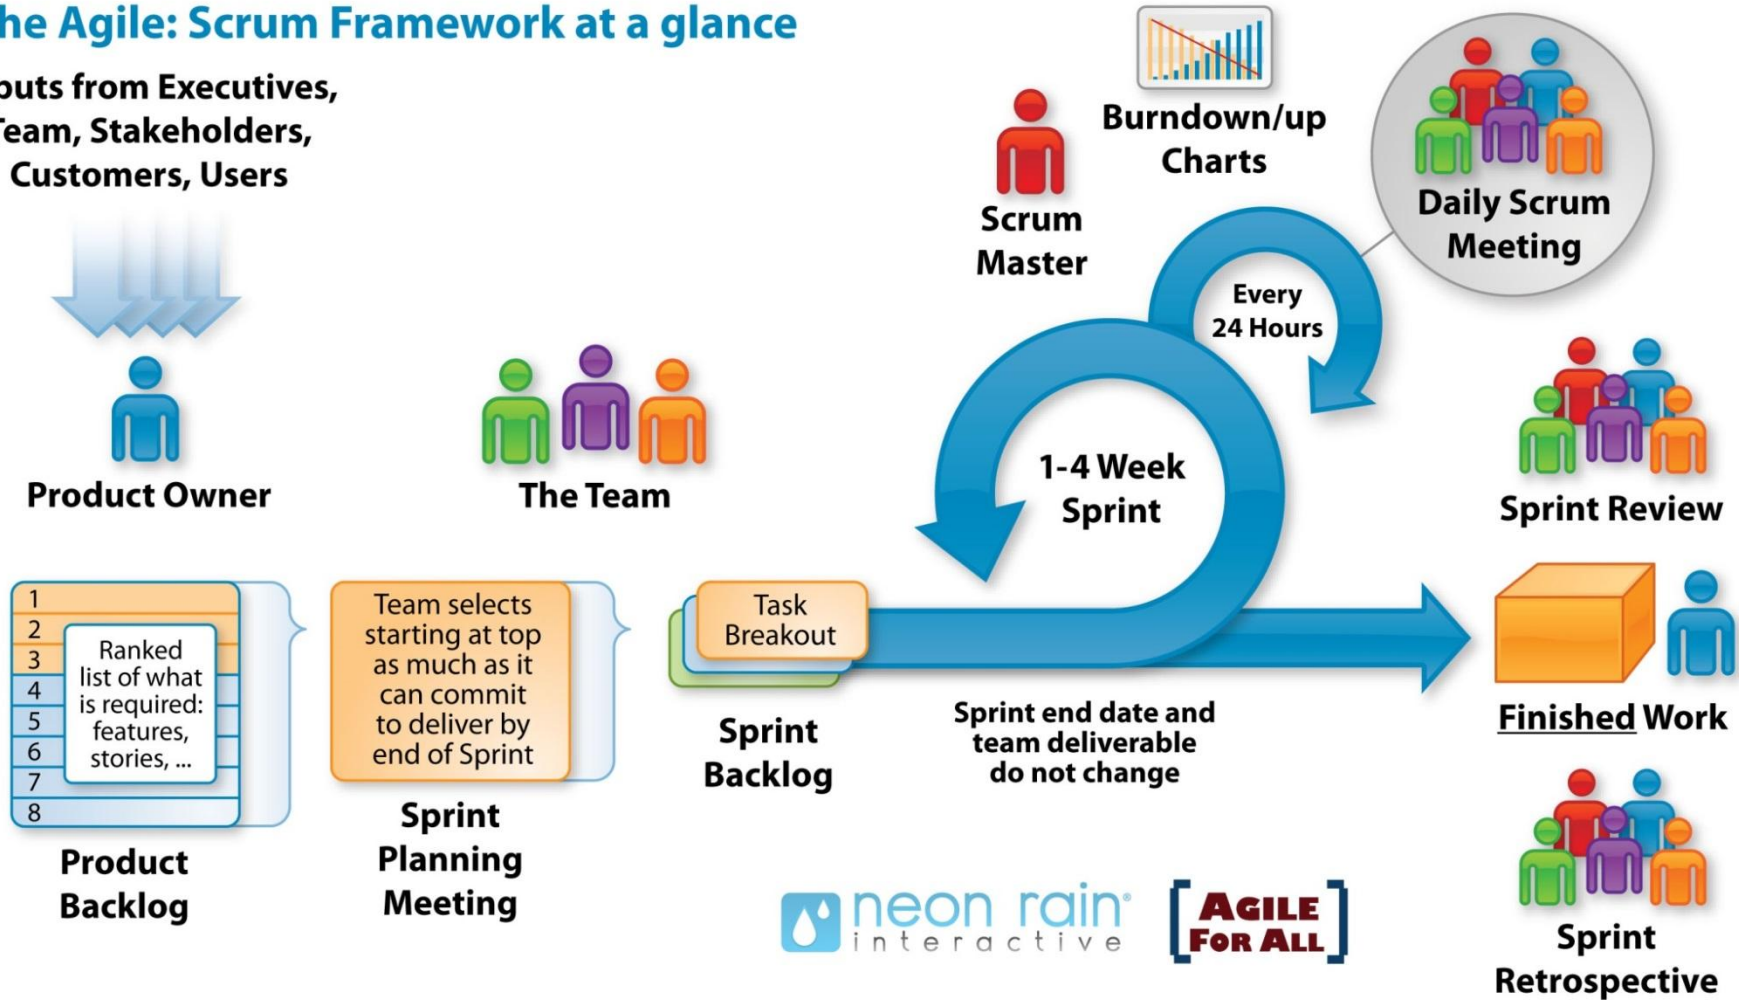 he Agile: Scrum Framework at a glance
puts from Executives,
Team, Stakeholders,
Customers, Users
Product Owner
The Team
Scrum
Master
Burndown/up
Charts
Daily Scrum
Meeting
Every
24 Hours
1-4 Week
Sprint
Sprint Review
1
2
3
4
5
6
7
8
Ranked
list of what
is required:
features,
stories, ...
Product
Backlog
Team selects
starting at top
as much as it
can commit
to deliver by
end of Sprint
Sprint
Planning
Meeting
Task
Breakout
Sprint
Backlog
Sprint end date and
team deliverable
do not change
Finished Work
Sprint
Retrospective
neon rain®
interactive
AGILE
FOR ALL